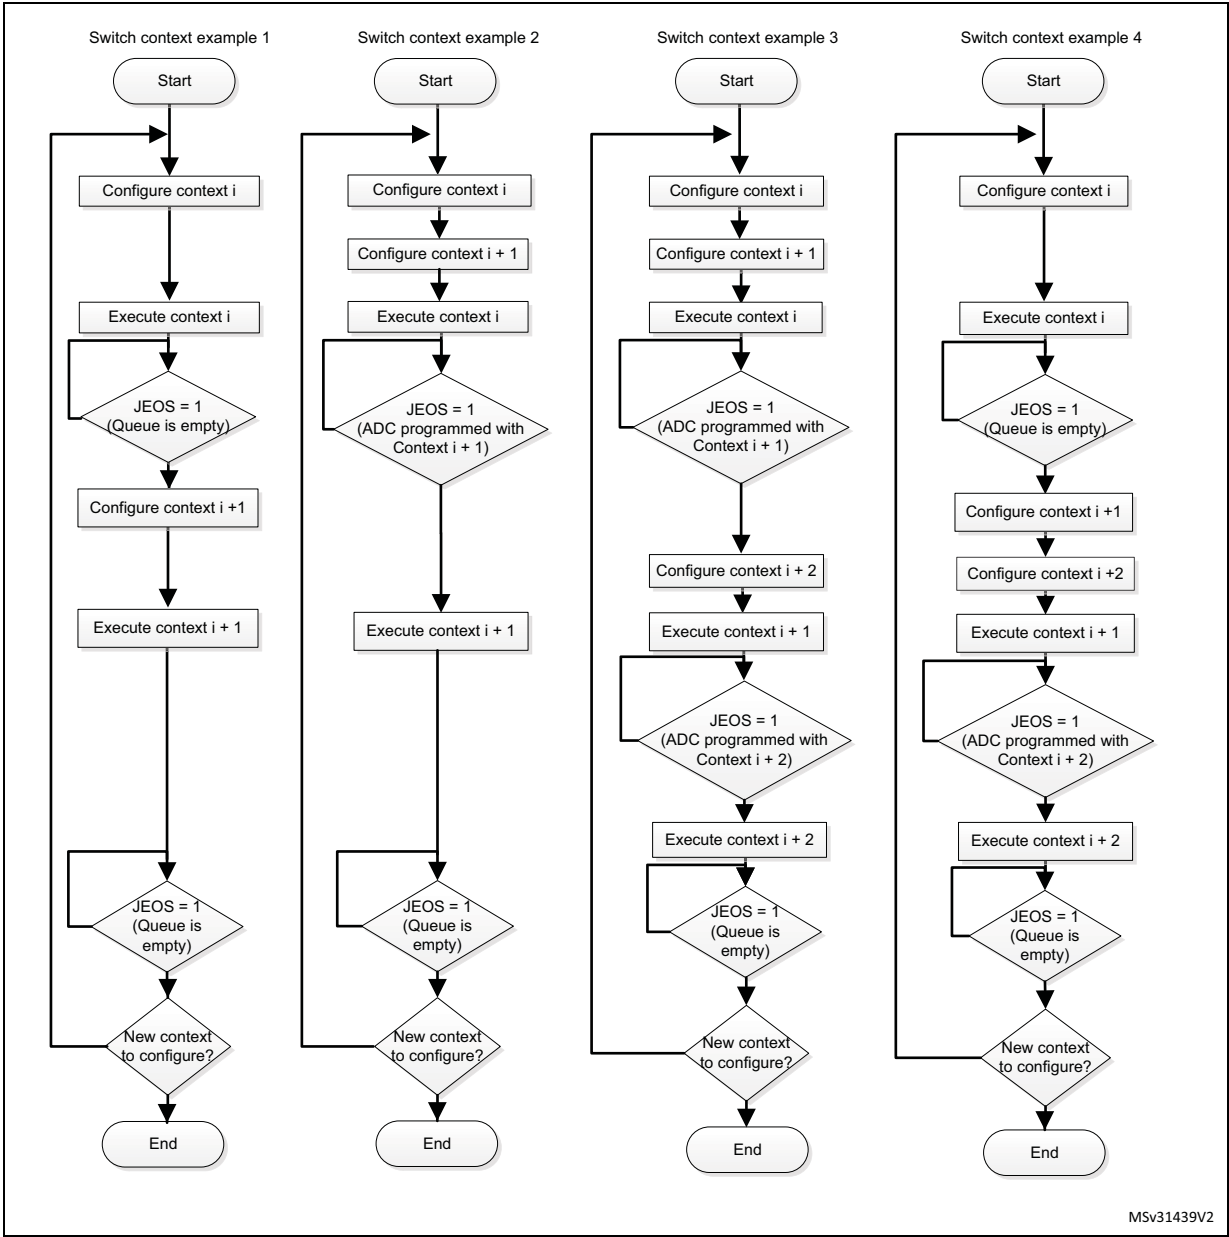 Switch context example 1
Start
Configure context i
Execute context i
JEOS = 1
(Queue is empty)
Configure context i +1
Execute context i + 1
JEOS = 1
(Queue is
empty)
New context
to configure?
End
Switch context example 2
Start
Configure context i
Configure context i + 1
Execute context i
JEOS = 1
(ADC programmed with
Context i + 1)
Execute context i + 1
JEOS = 1
(Queue is
empty)
New context
to configure?
End
Switch context example 3
Start
Configure context i
Configure context i + 1
Execute context i
JEOS = 1
(ADC programmed with
Context i + 1)
Configure context i + 2
Execute context i + 1
JEOS = 1
(ADC programmed with
Context i + 2)
Execute context i + 2
JEOS = 1
(Queue is
empty)
New context
to configure?
End
Switch context example 4
Start
Configure context i
Execute context i
JEOS = 1
(Queue is empty)
Configure context i +1
Configure context i +2
Execute context i + 1
JEOS = 1
(ADC programmed with
Context i + 2)
Execute context i + 2
JEOS = 1
(Queue is
empty)
New context
to configure?
End
MSv31439V2